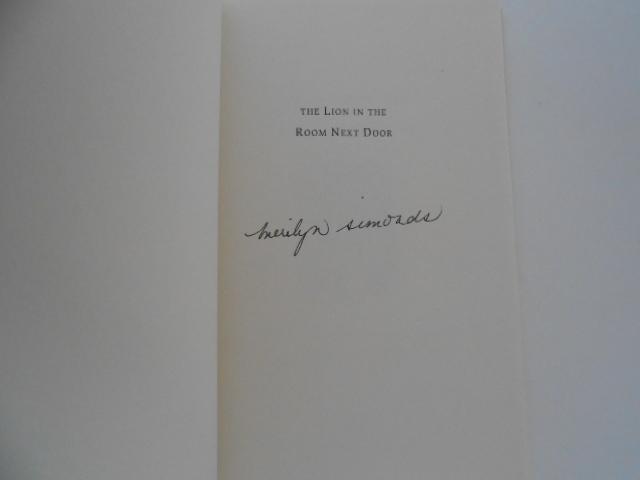 THE LION IN THE
ROOM NEXT DOOR
merilyn simonds